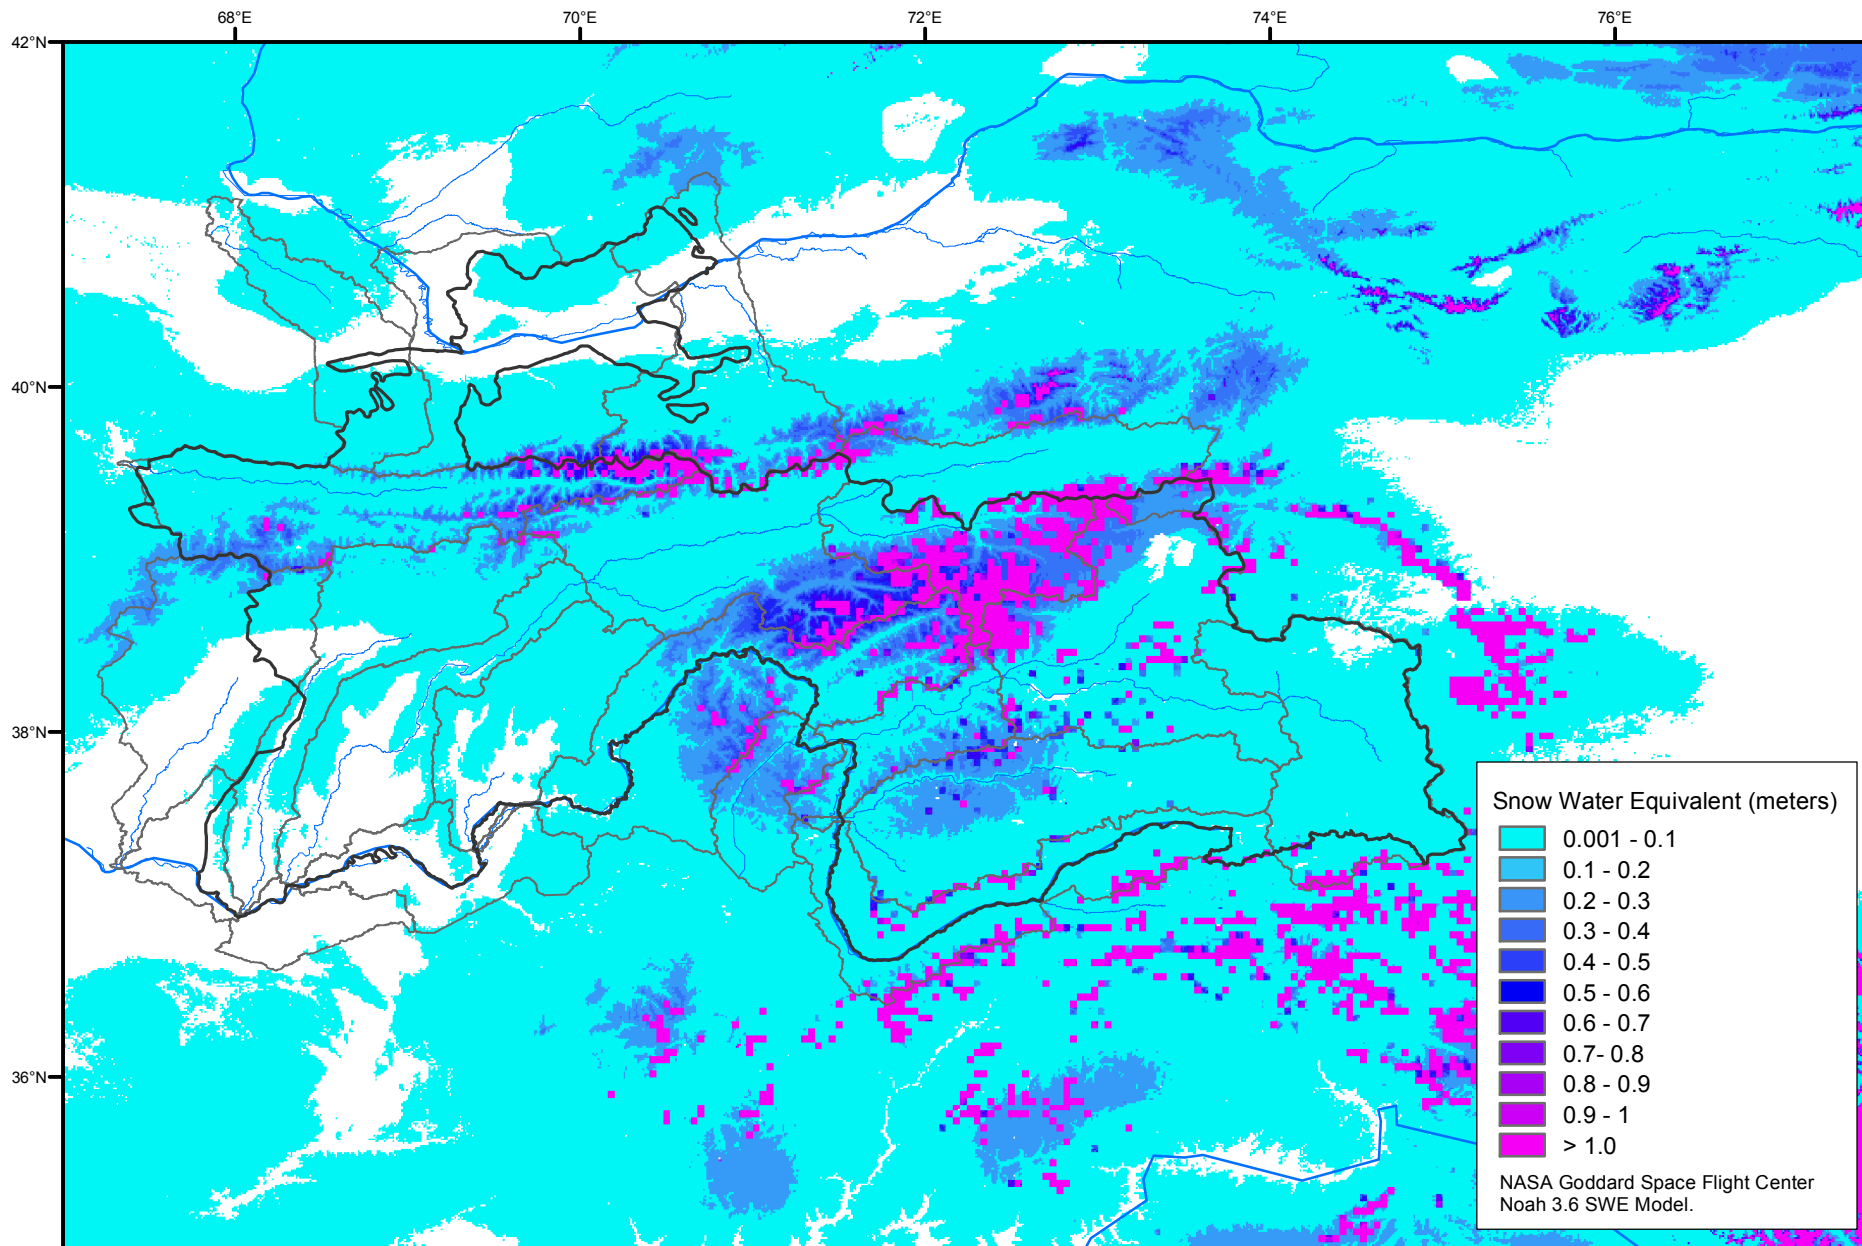 68°E
70°E
72°E
74°E
76°E
42°N
40°N
38°N
36°N
Snow Water Equivalent (meters)
0.001 - 0.1
0.1 - 0.2
0.2 - 0.3
0.3 - 0.4
0.4 - 0.5
0.5 - 0.6
0.6 - 0.7
0.7- 0.8
0.8 - 0.9
0.9 - 1
> 1.0
NASA Goddard Space Flight Center
Noah 3.6 SWE Model.